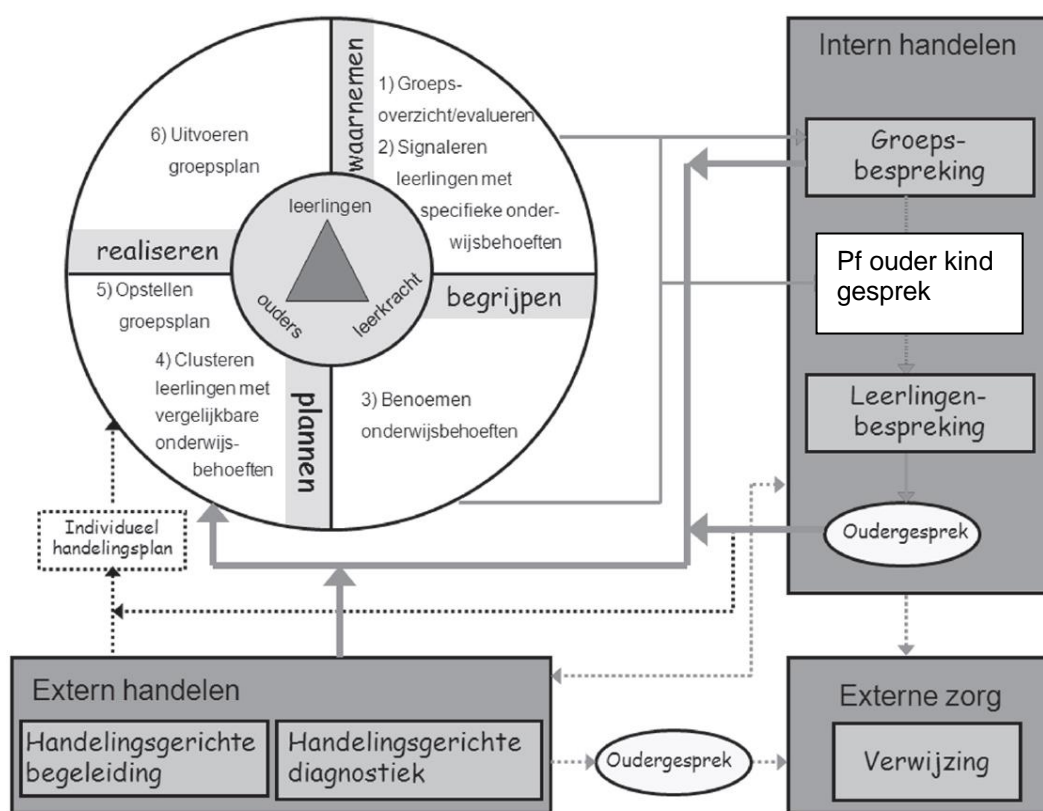 waarnemen
1) Groeps-
overzicht/evalueren
2) Signaleren
leerlingen met
specifieke onder-
wijsbehoeften
begrijpen
3) Benoemen
onderwijsbehoeften
plannen
4) Clusteren
leerlingen met
vergelijkbare
onderwijs-
behoeften
5) Opstellen
groepsplan
realiseren
6) Uitvoeren
groepsplan
leerlingen
ouders
leerkracht
Intern handelen
Groeps-
bespreking
Pf ouder kind
gesprek
Leerlingen-
bespreking
Oudergesprek
Individueel
handelingsplan
Extern handelen
Handelingsgerichte
begeleiding
Handelingsgerichte
diagnostiek
Oudergesprek
Externe zorg
Verwijzing